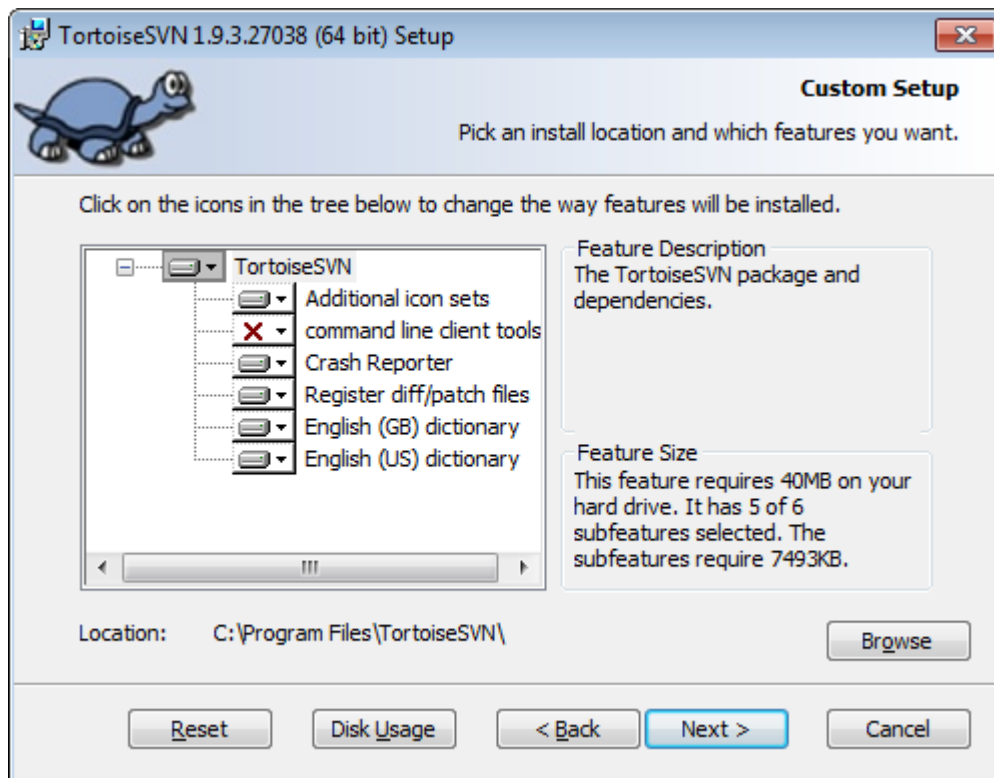 TortoiseSVN 1.9.3.27038 (64 bit) Setup
Custom Setup
Pick an install location and which features you want.
Click on the icons in the tree below to change the way features will be installed.
TortoiseSVN
Additional icon sets
command line client tools
Crash Reporter
Register diff/patch files
English (GB) dictionary
English (US) dictionary
Feature Description
The TortoiseSVN package and
dependencies.
Feature Size
This feature requires 40MB on your
hard drive. It has 5 of 6
subfeatures selected. The
subfeatures require 7493KB.
Location: C:\Program Files\TortoiseSVN\
Browse
Reset Disk Usage < Back Next > Cancel